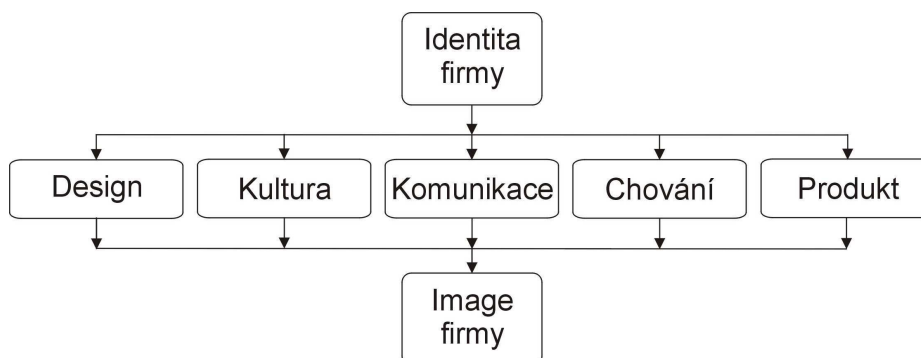 Identita
firmy
Design
Kultura
Komunikace
Chování
Produkt
Image
firmy